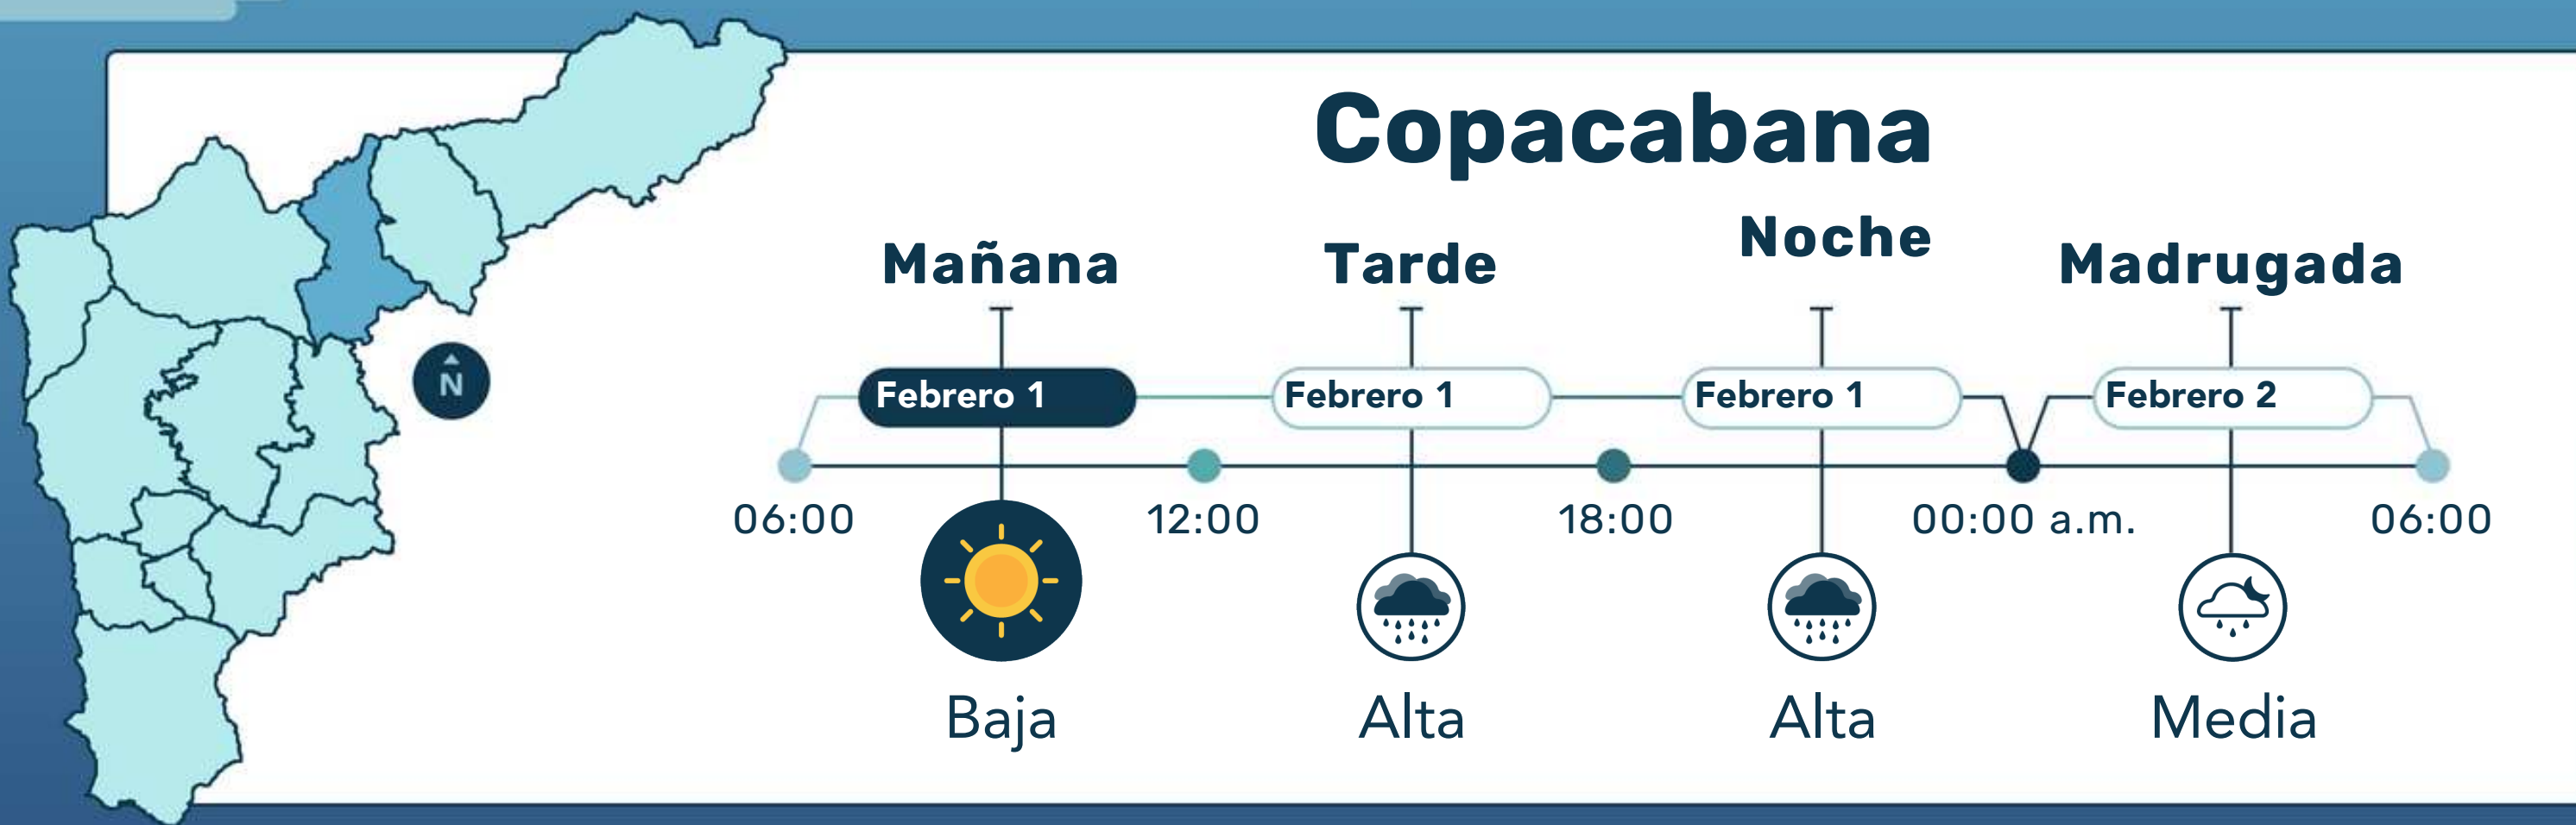 Copacabana
Mañana
Tarde
Noche
Madrugada
Febrero 1
Febrero 1
Febrero 1
Febrero 2
N
06:00
12:00
18:00
00:00 a.m.
06:00
Baja
Alta
Alta
Media